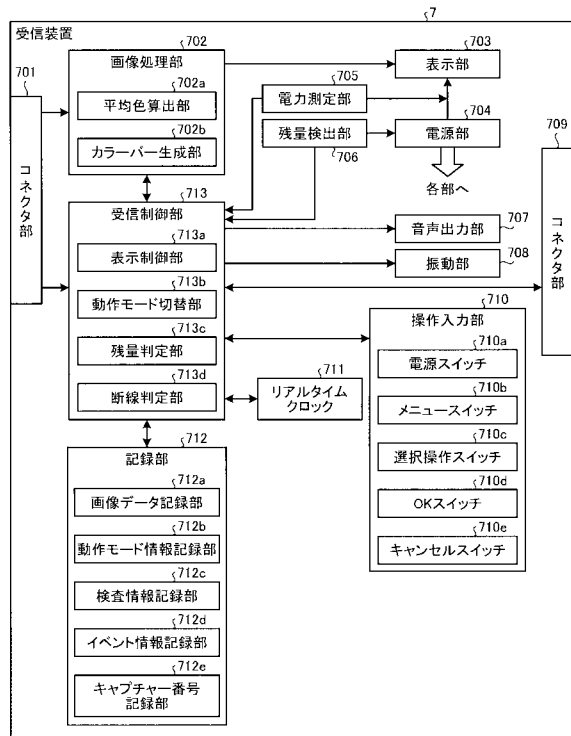 7
受信装置
701
コネクタ部
702
画像処理部
702a
平均色算出部
702b
カラーバー生成部
703
表示部
705
電力測定部
704
残量検出部
706
電源部
各部へ
709
コネクタ部
713
受信制御部
713a
表示制御部
713b
動作モード切替部
713c
残量判定部
713d
断線判定部
707
音声出力部
708
振動部
710
操作入力部
710a
電源スイッチ
710b
メニュースイッチ
710c
選択操作スイッチ
710d
OKスイッチ
710e
キャンセルスイッチ
711
リアルタイム
クロック
712
記録部
712a
画像データ記録部
712b
動作モード情報記録部
712c
検査情報記録部
712d
イベント情報記録部
712e
キャプチャー番号
記録部